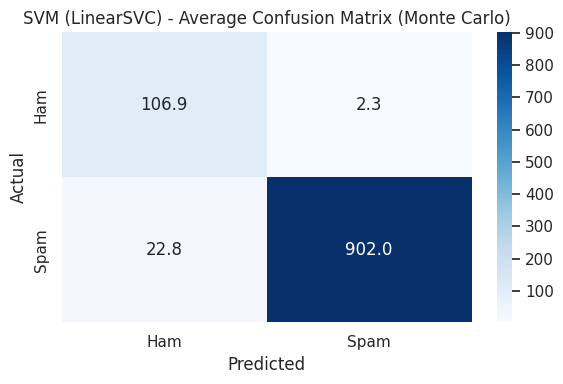 SVM (LinearSVC) - Average Confusion Matrix (Monte Carlo)
Actual
Ham
Spam
106.9
2.3
22.8
902.0
Ham
Spam
Predicted
900
800
700
600
500
400
300
200
100